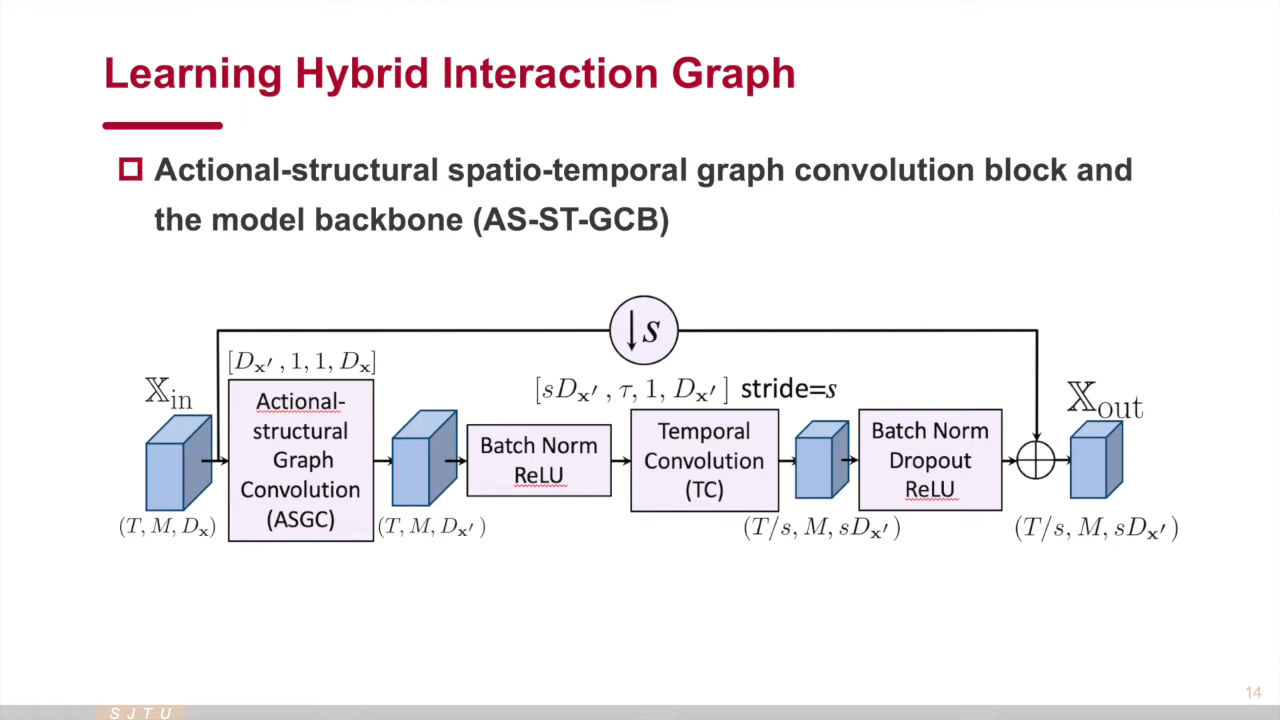 Learning Hybrid Interaction Graph
Actional-structural spatio-temporal graph convolution block and
the model backbone (AS-ST-GCB)
↓s
[D_x′, 1, 1, D_x]
[sD_x′, τ, 1, D_x′] stride=s
𝕏_in
Actional-
structural
Graph
Convolution
(ASGC)
Batch Norm
ReLU
Temporal
Convolution
(TC)
Batch Norm
Dropout
ReLU
𝕏_out
(T, M, D_x)
(T, M, D_x′)
(T/s, M, sD_x′)
(T/s, M, sD_x′)
14
SJTU